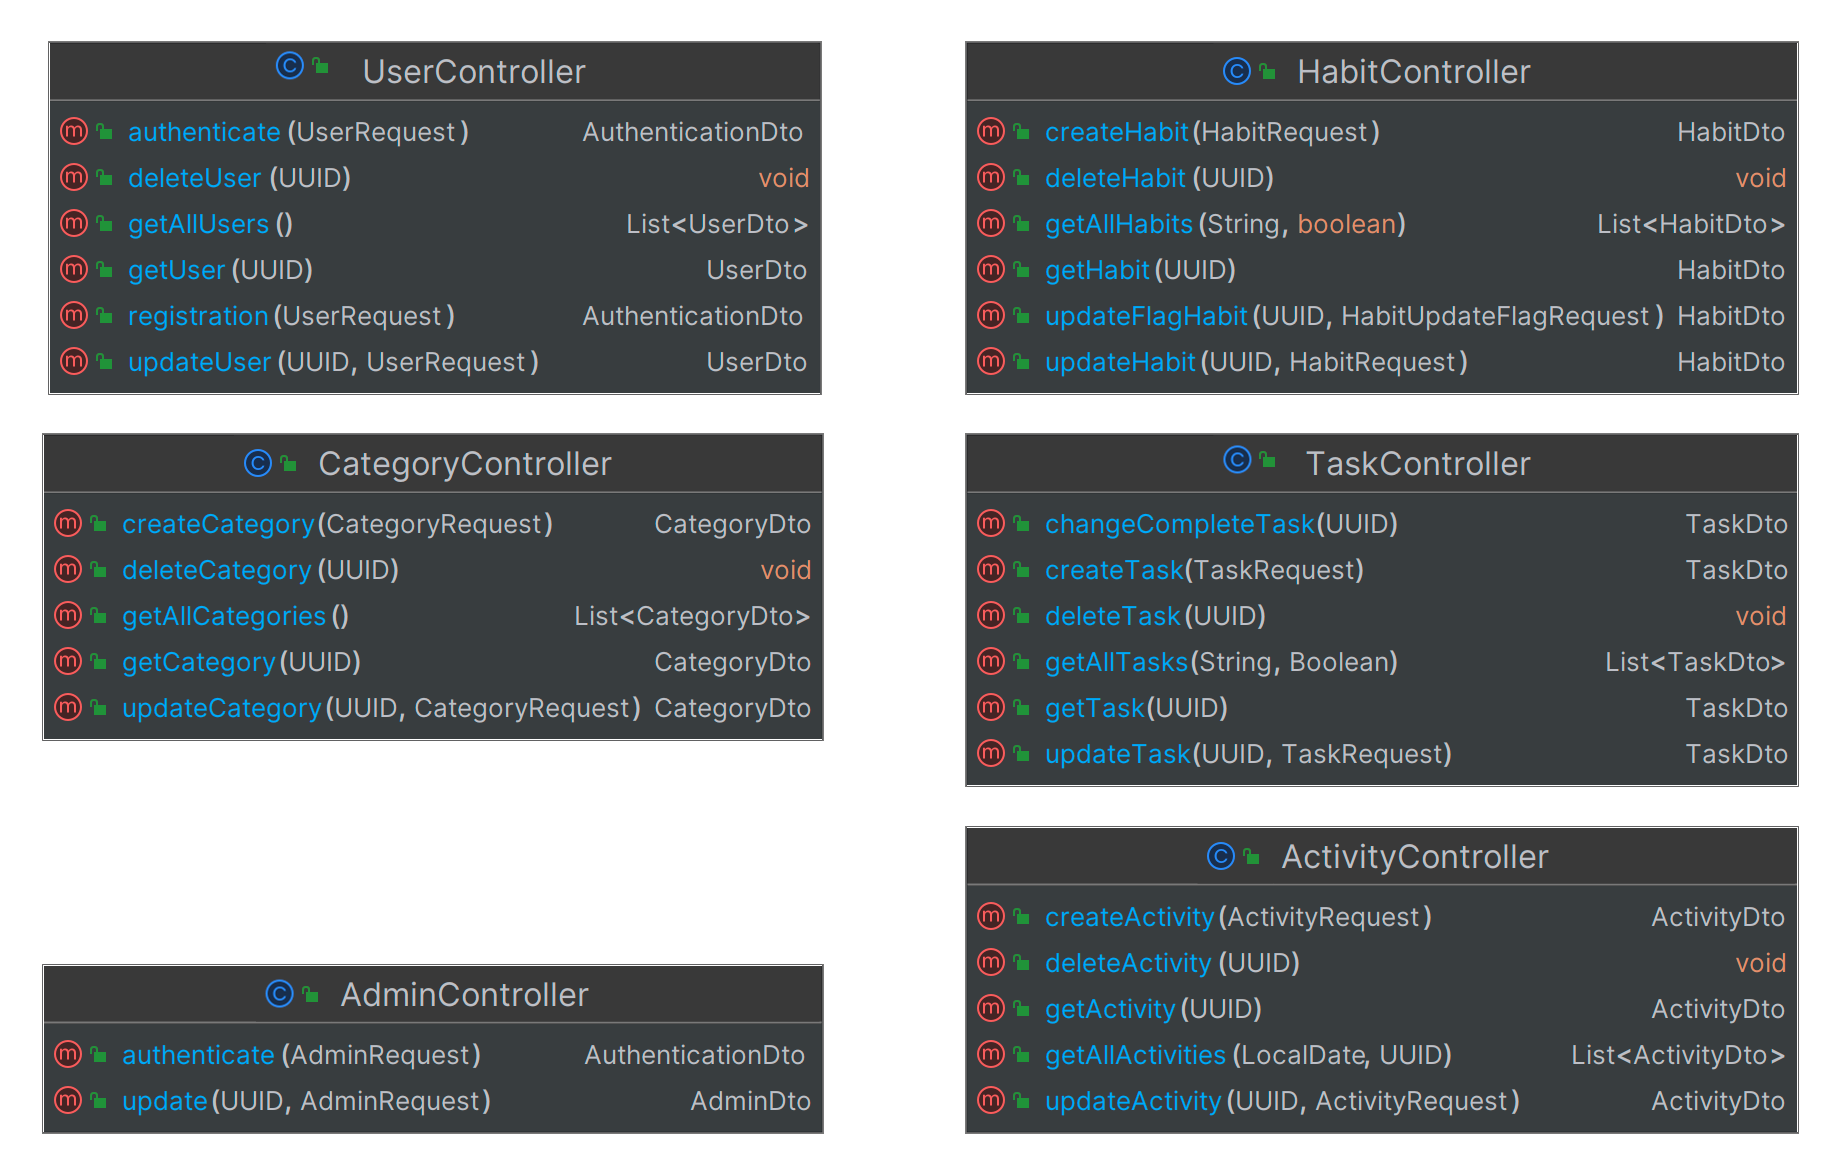 UserController
authenticate(UserRequest) AuthenticationDto
deleteUser(UUID) void
getAllUsers() List<UserDto>
getUser(UUID) UserDto
registration(UserRequest) AuthenticationDto
updateUser(UUID, UserRequest) UserDto
HabitController
createHabit(HabitRequest) HabitDto
deleteHabit(UUID) void
getAllHabits(String, boolean) List<HabitDto>
getHabit(UUID) HabitDto
updateFlagHabit(UUID, HabitUpdateFlagRequest) HabitDto
updateHabit(UUID, HabitRequest) HabitDto
CategoryController
createCategory(CategoryRequest) CategoryDto
deleteCategory(UUID) void
getAllCategories() List<CategoryDto>
getCategory(UUID) CategoryDto
updateCategory(UUID, CategoryRequest) CategoryDto
TaskController
changeCompleteTask(UUID) TaskDto
createTask(TaskRequest) TaskDto
deleteTask(UUID) void
getAllTasks(String, Boolean) List<TaskDto>
getTask(UUID) TaskDto
updateTask(UUID, TaskRequest) TaskDto
AdminController
authenticate(AdminRequest) AuthenticationDto
update(UUID, AdminRequest) AdminDto
ActivityController
createActivity(ActivityRequest) ActivityDto
deleteActivity(UUID) void
getActivity(UUID) ActivityDto
getAllActivities(LocalDate, UUID) List<ActivityDto>
updateActivity(UUID, ActivityRequest) ActivityDto